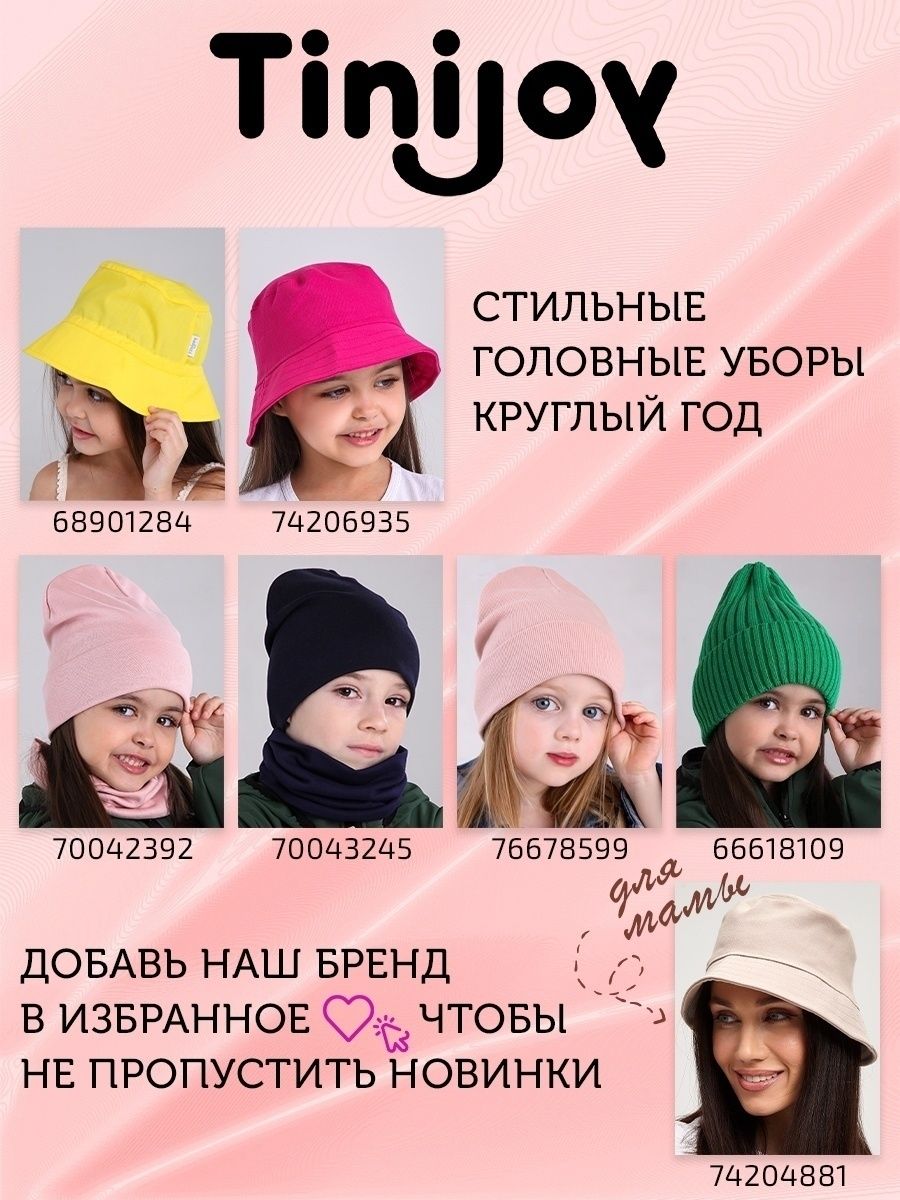 Tinijoy
СТИЛЬНЫЕ
ГОЛОВНЫЕ УБОРЫ
КРУГЛЫЙ ГОД
68901284
74206935
70042392
70043245
76678599
66618109
для
мамы
ДОБАВЬ НАШ БРЕНД
В ИЗБРАННОЕ ЧТОБЫ
НЕ ПРОПУСТИТЬ НОВИНКИ
74204881